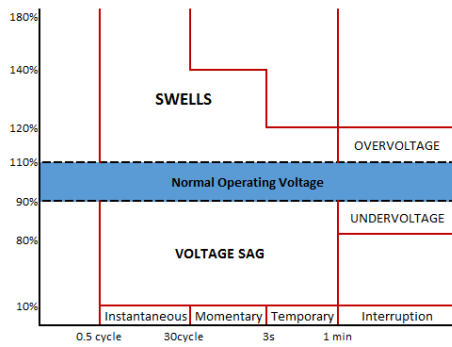 180%
140%
SWELLS
120%
OVERVOLTAGE
110%
Normal Operating Voltage
90%
UNDERVOLTAGE
80%
VOLTAGE SAG
10%
Instantaneous Momentary Temporary Interruption
0.5 cycle 30cycle 3s 1 min